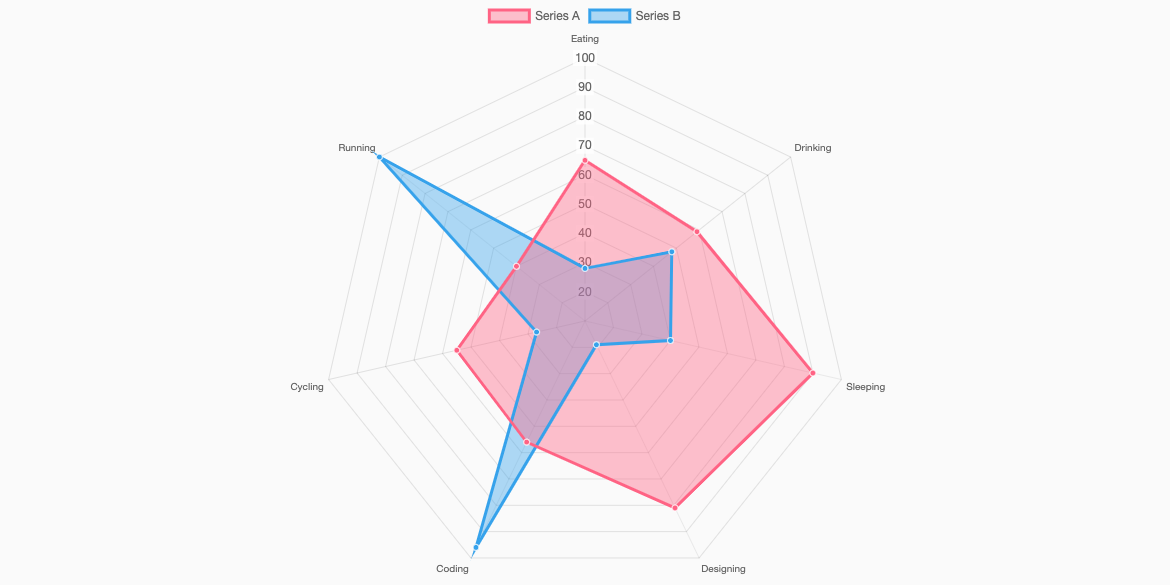 Series A Series B
Eating
100
90
80
70
60
50
40
30
20
Running
Drinking
Cycling
Sleeping
Coding
Designing